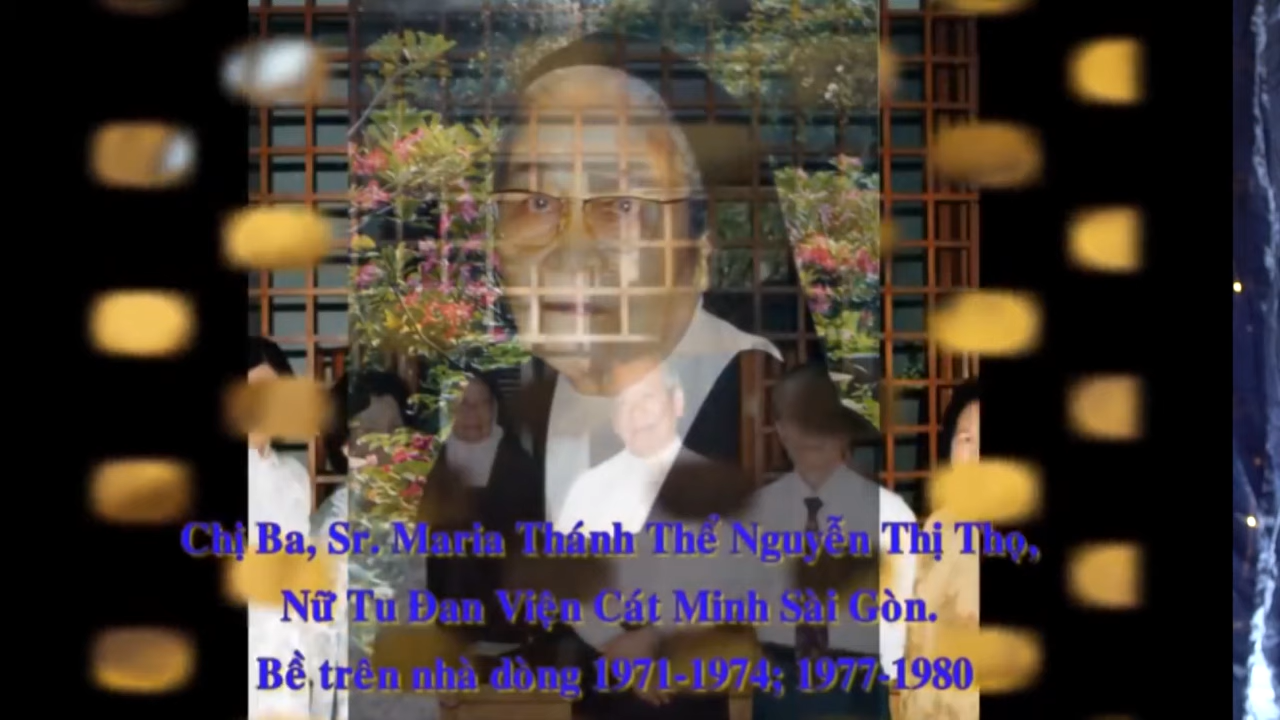 Chị Ba, Sr. Maria Thánh Thể Nguyễn Thị Thọ,
Nữ Tu Đan Viện Cát Minh Sài Gòn.
Bề trên nhà dòng 1971-1974; 1977-1980